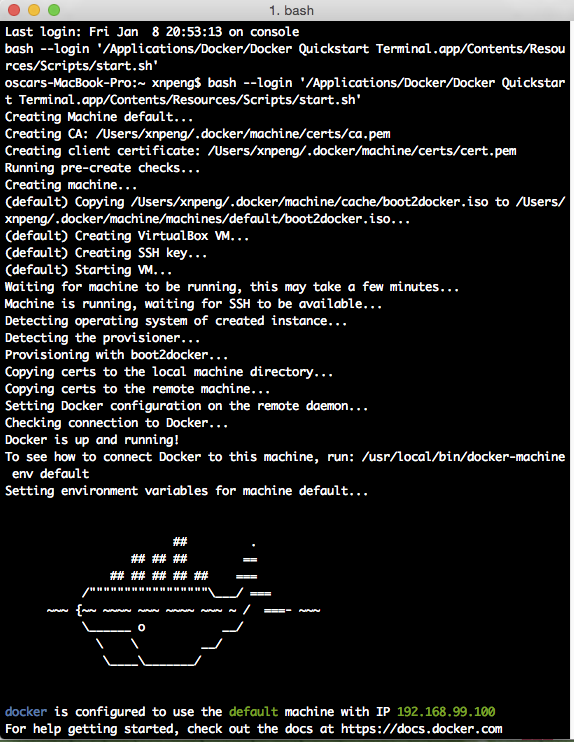 1. bash
Last login: Fri Jan  8 20:53:13 on console
bash --login '/Applications/Docker/Docker Quickstart Terminal.app/Contents/Resou
rces/Scripts/start.sh'
oscars-MacBook-Pro:~ xnpeng$ bash --login '/Applications/Docker/Docker Quickstar
t Terminal.app/Contents/Resources/Scripts/start.sh'
Creating Machine default...
Creating CA: /Users/xnpeng/.docker/machine/certs/ca.pem
Creating client certificate: /Users/xnpeng/.docker/machine/certs/cert.pem
Running pre-create checks...
Creating machine...
(default) Copying /Users/xnpeng/.docker/machine/cache/boot2docker.iso to /Users/
xnpeng/.docker/machine/machines/default/boot2docker.iso...
(default) Creating VirtualBox VM...
(default) Creating SSH key...
(default) Starting VM...
Waiting for machine to be running, this may take a few minutes...
Machine is running, waiting for SSH to be available...
Detecting operating system of created instance...
Detecting the provisioner...
Provisioning with boot2docker...
Copying certs to the local machine directory...
Copying certs to the remote machine...
Setting Docker configuration on the remote daemon...
Checking connection to Docker...
Docker is up and running!
To see how to connect Docker to this machine, run: /usr/local/bin/docker-machine
 env default
Setting environment variables for machine default...
                        ##         .
                  ## ## ##        ==
               ## ## ## ## ##    ===
           /"""""""""""""""""\___/ ===
      ~~~ {~~ ~~~~ ~~~ ~~~~ ~~~ ~ /  ===- ~~~
           \______ o           __/
             \    \         __/
              \____\_______/
docker is configured to use the default machine with IP 192.168.99.100
For help getting started, check out the docs at https://docs.docker.com